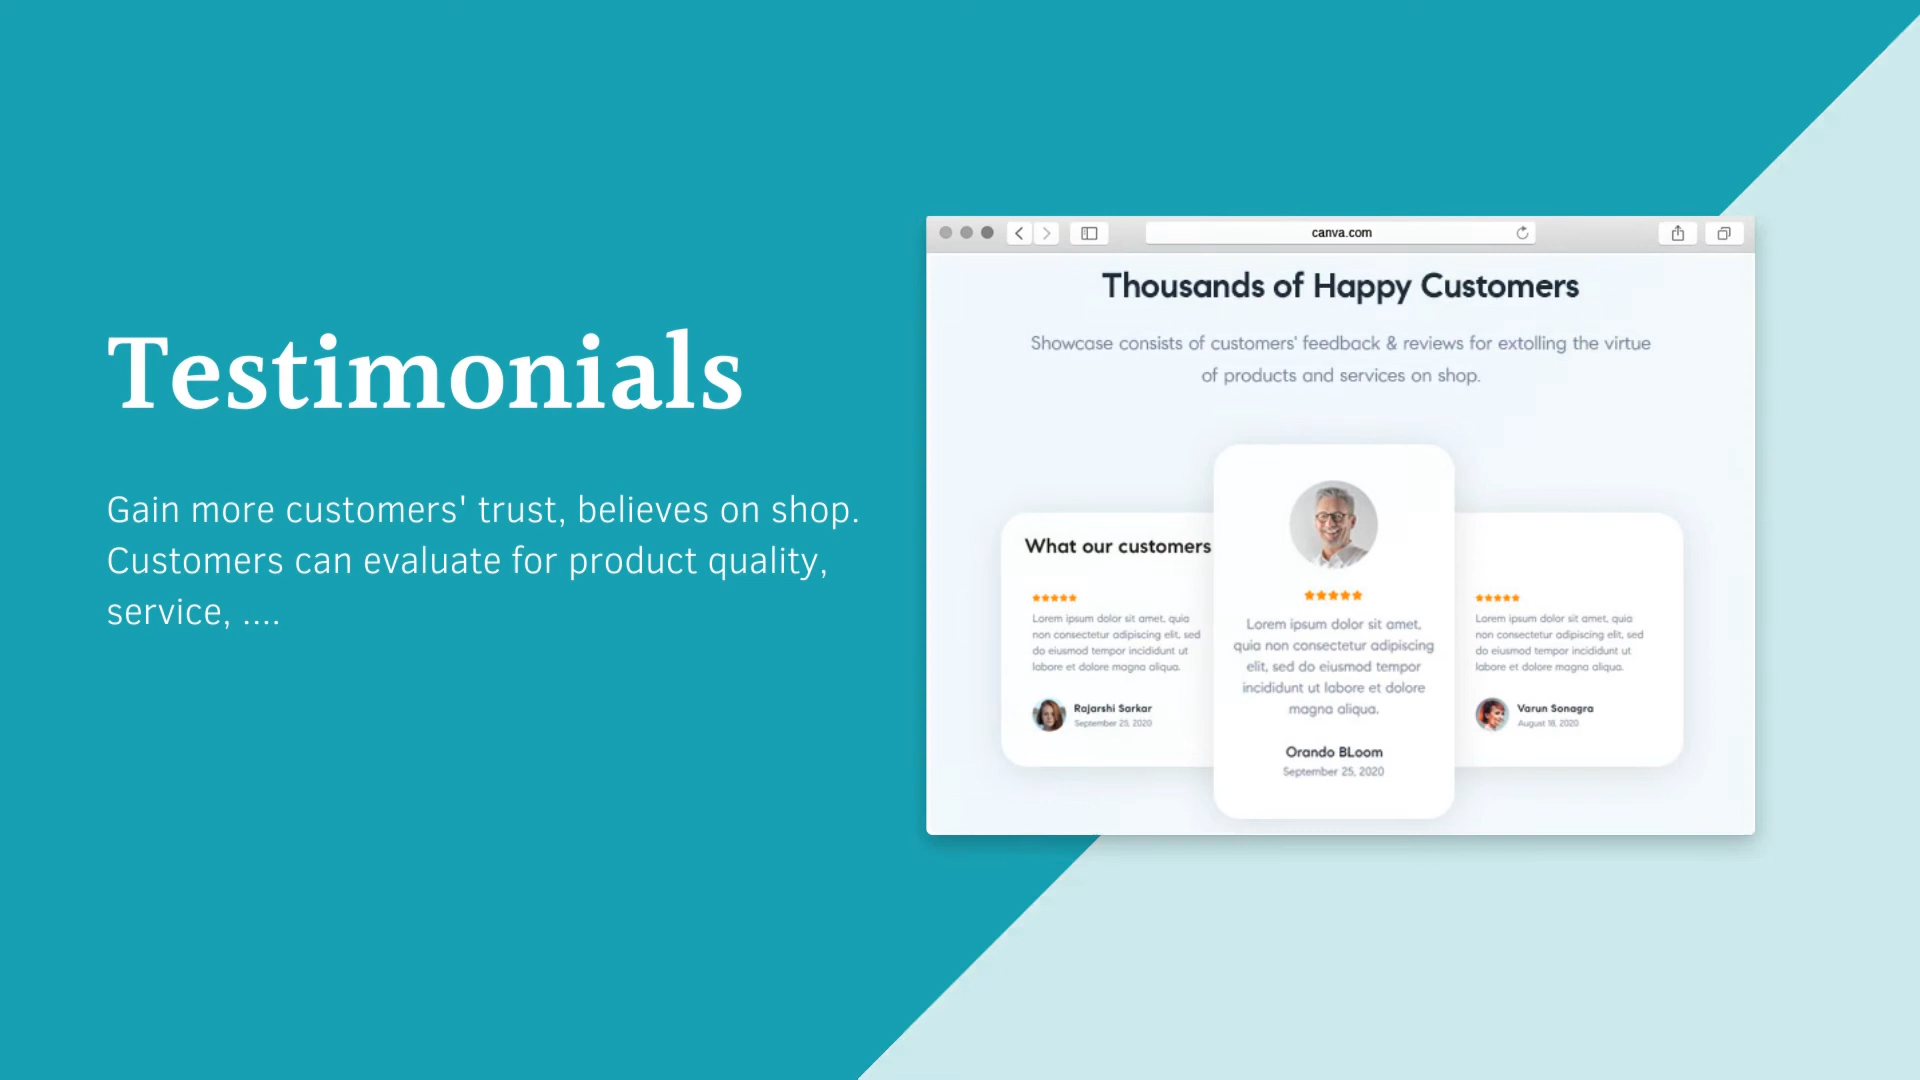 Testimonials
Gain more customers' trust, believes on shop.
Customers can evaluate for product quality,
service, ....
canva.com
Thousands of Happy Customers
Showcase consists of customers' feedback & reviews for extolling the virtue
of products and services on shop.
What our customers
Lorem ipsum dolor sit amet, quia
non consectetur adipiscing elit, sed
do eiusmod tempor incididunt ut
labore et dolore magna aliqua.
Rajarshi Sarkar
September 25, 2020
Lorem ipsum dolor sit amet,
quia non consectetur adipiscing
elit, sed do eiusmod tempor
incididunt ut labore et dolore
magna aliqua.
Orando BLoom
September 25, 2020
Lorem ipsum dolor sit amet, quia
non consectetur adipiscing elit, sed
do eiusmod tempor incididunt ut
labore et dolore magna aliqua.
Varun Sonagra
August 18, 2020